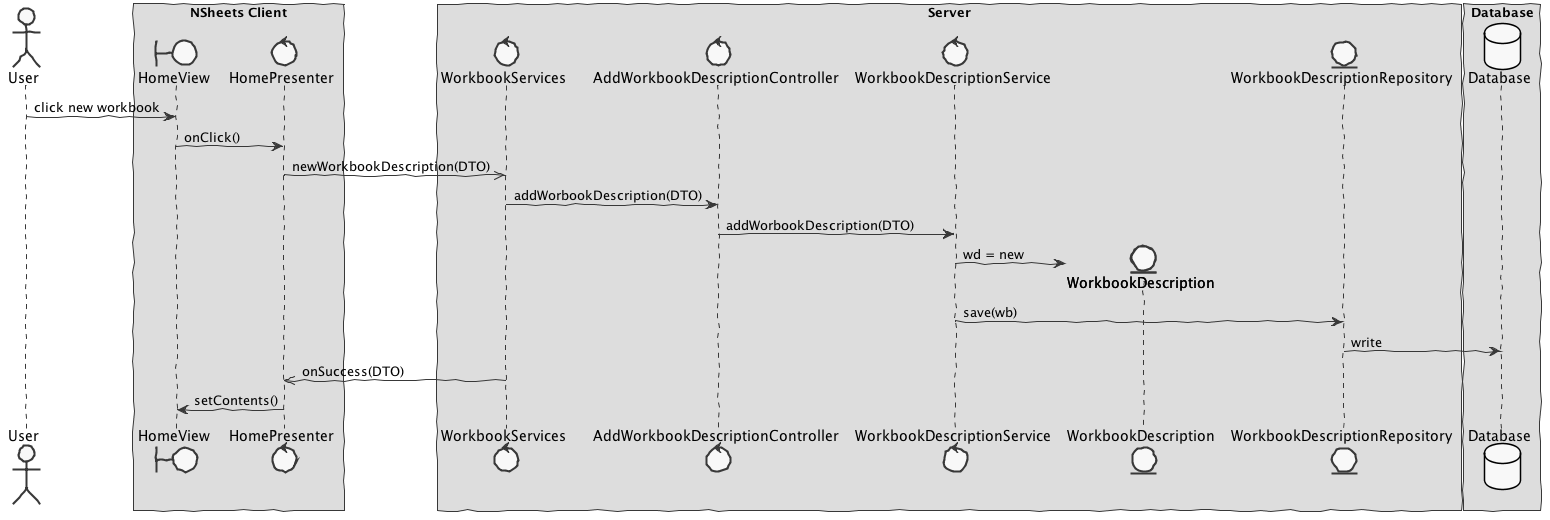 NSheets Client
Server
Database
User
HomeView
HomePresenter
WorkbookServices
AddWorkbookDescriptionController
WorkbookDescriptionService
WorkbookDescriptionRepository
Database
click new workbook
onClick()
newWorkbookDescription(DTO)
addWorbookDescription(DTO)
addWorbookDescription(DTO)
wd = new
WorkbookDescription
save(wb)
write
onSuccess(DTO)
setContents()
User
HomeView
HomePresenter
WorkbookServices
AddWorkbookDescriptionController
WorkbookDescriptionService
WorkbookDescription
WorkbookDescriptionRepository
Database